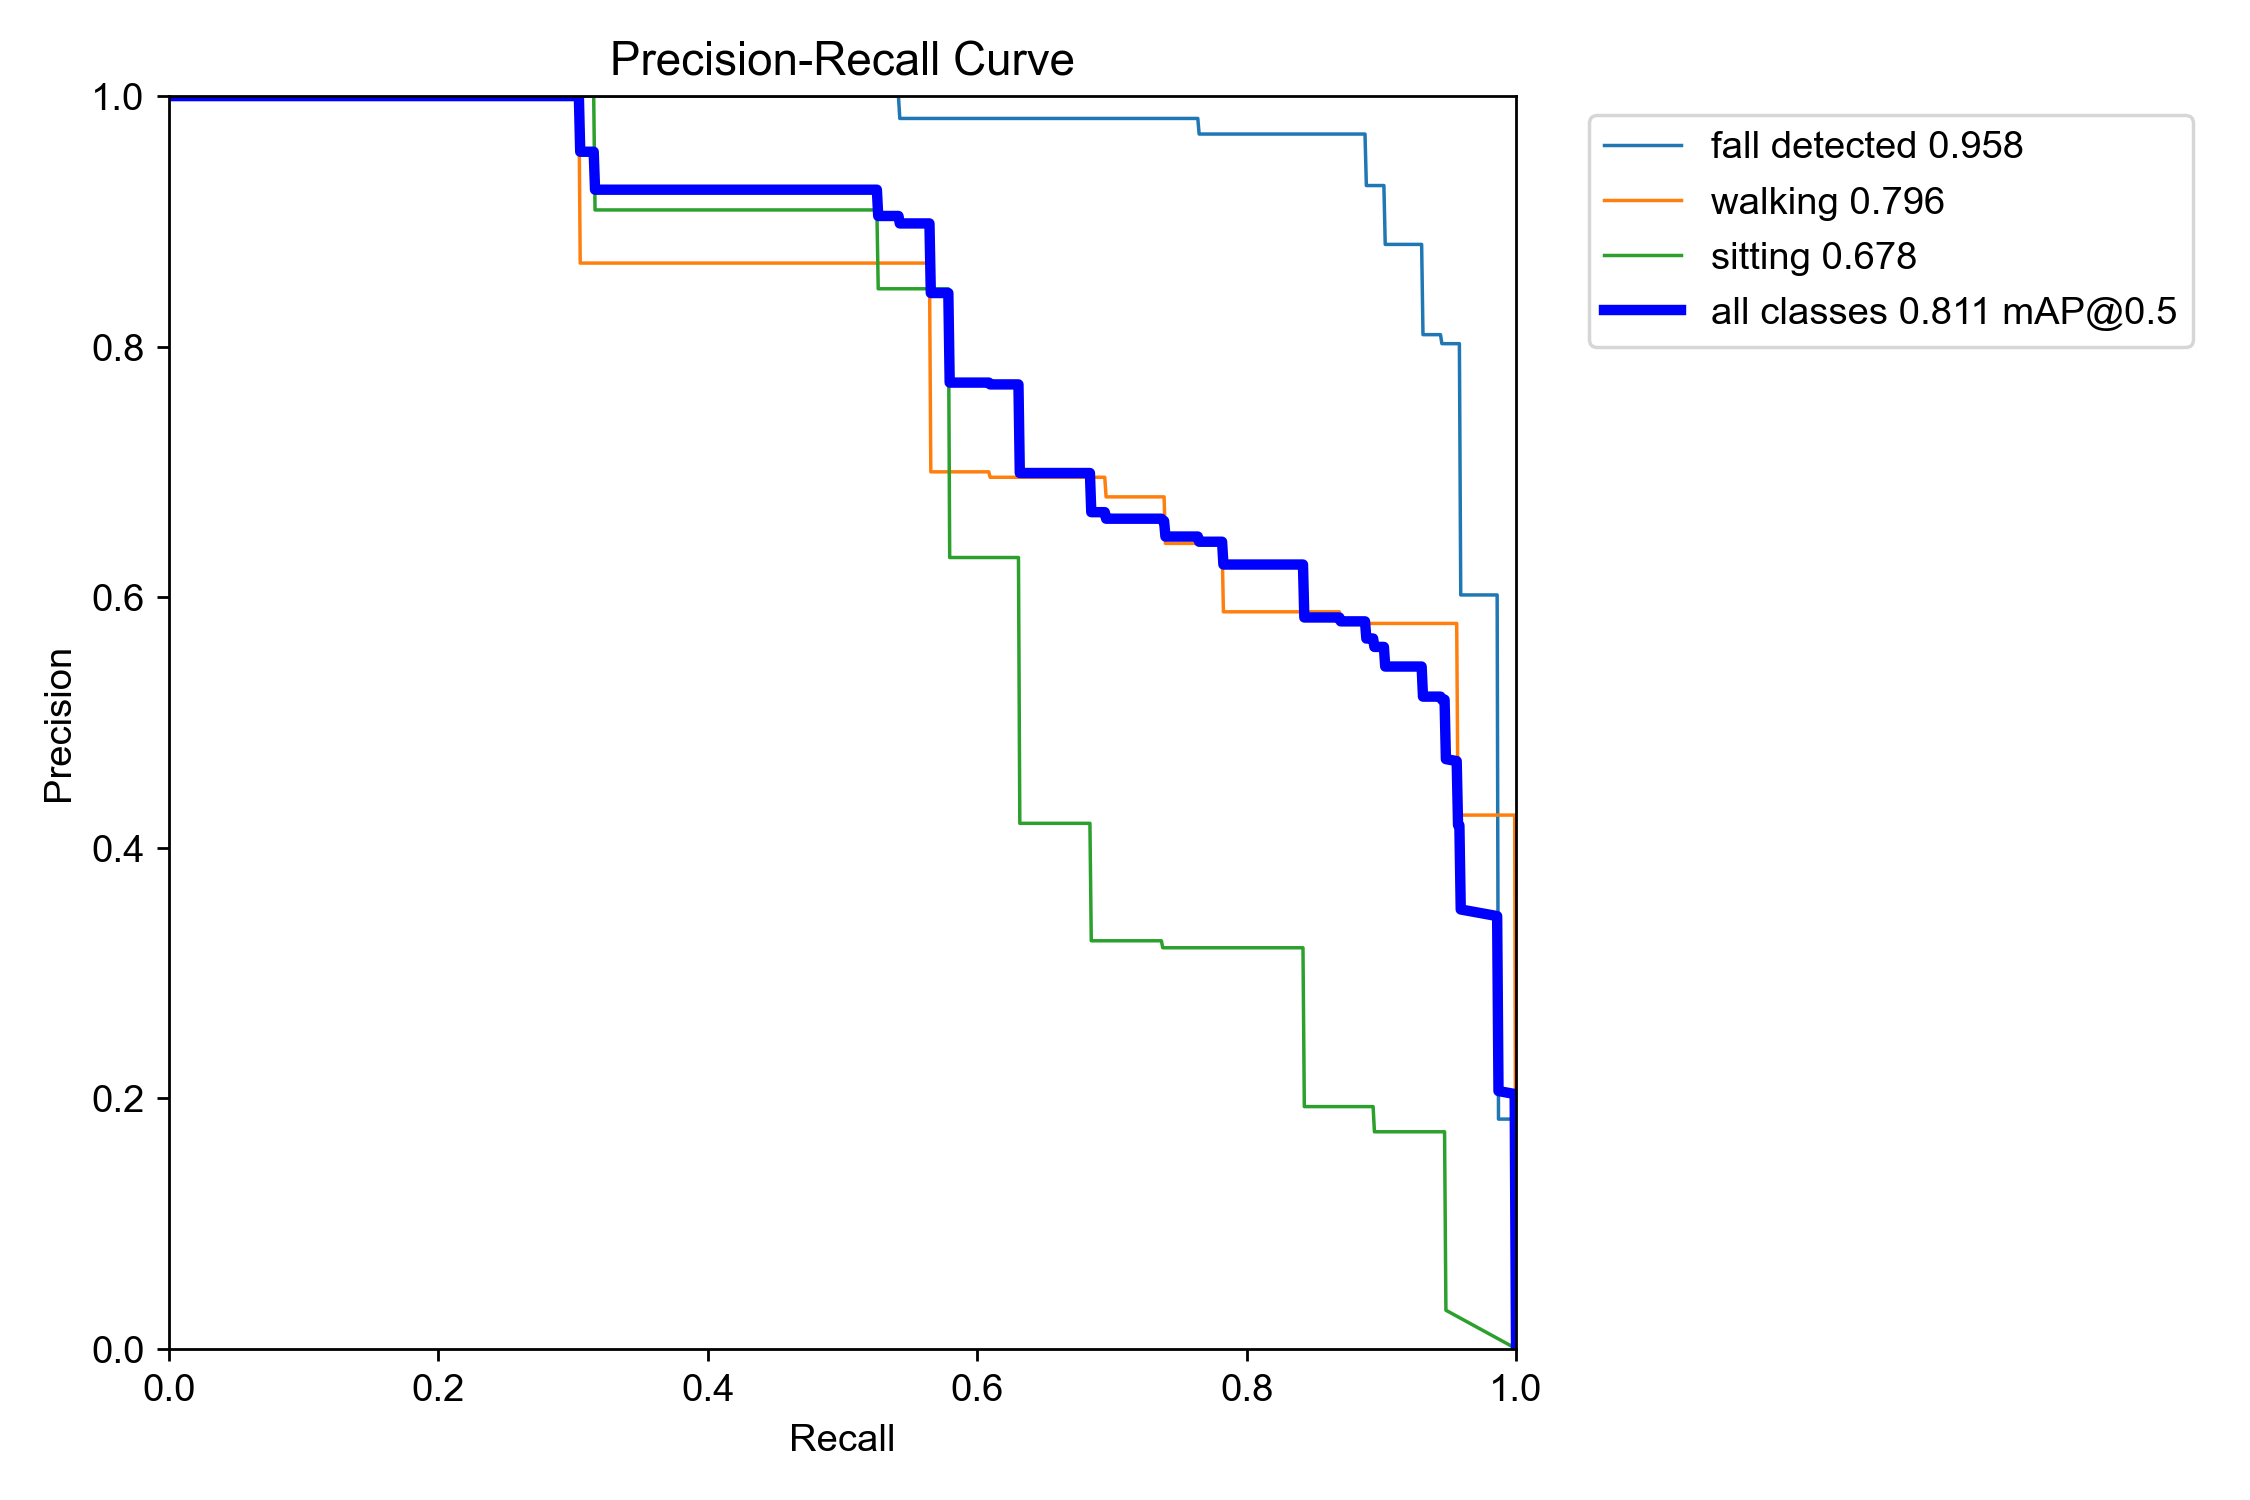 Precision-Recall Curve
1.0
0.8
0.6
0.4
0.2
0.0
Precision
0.0 0.2 0.4 0.6 0.8 1.0
Recall
fall detected 0.958
walking 0.796
sitting 0.678
all classes 0.811 mAP@0.5